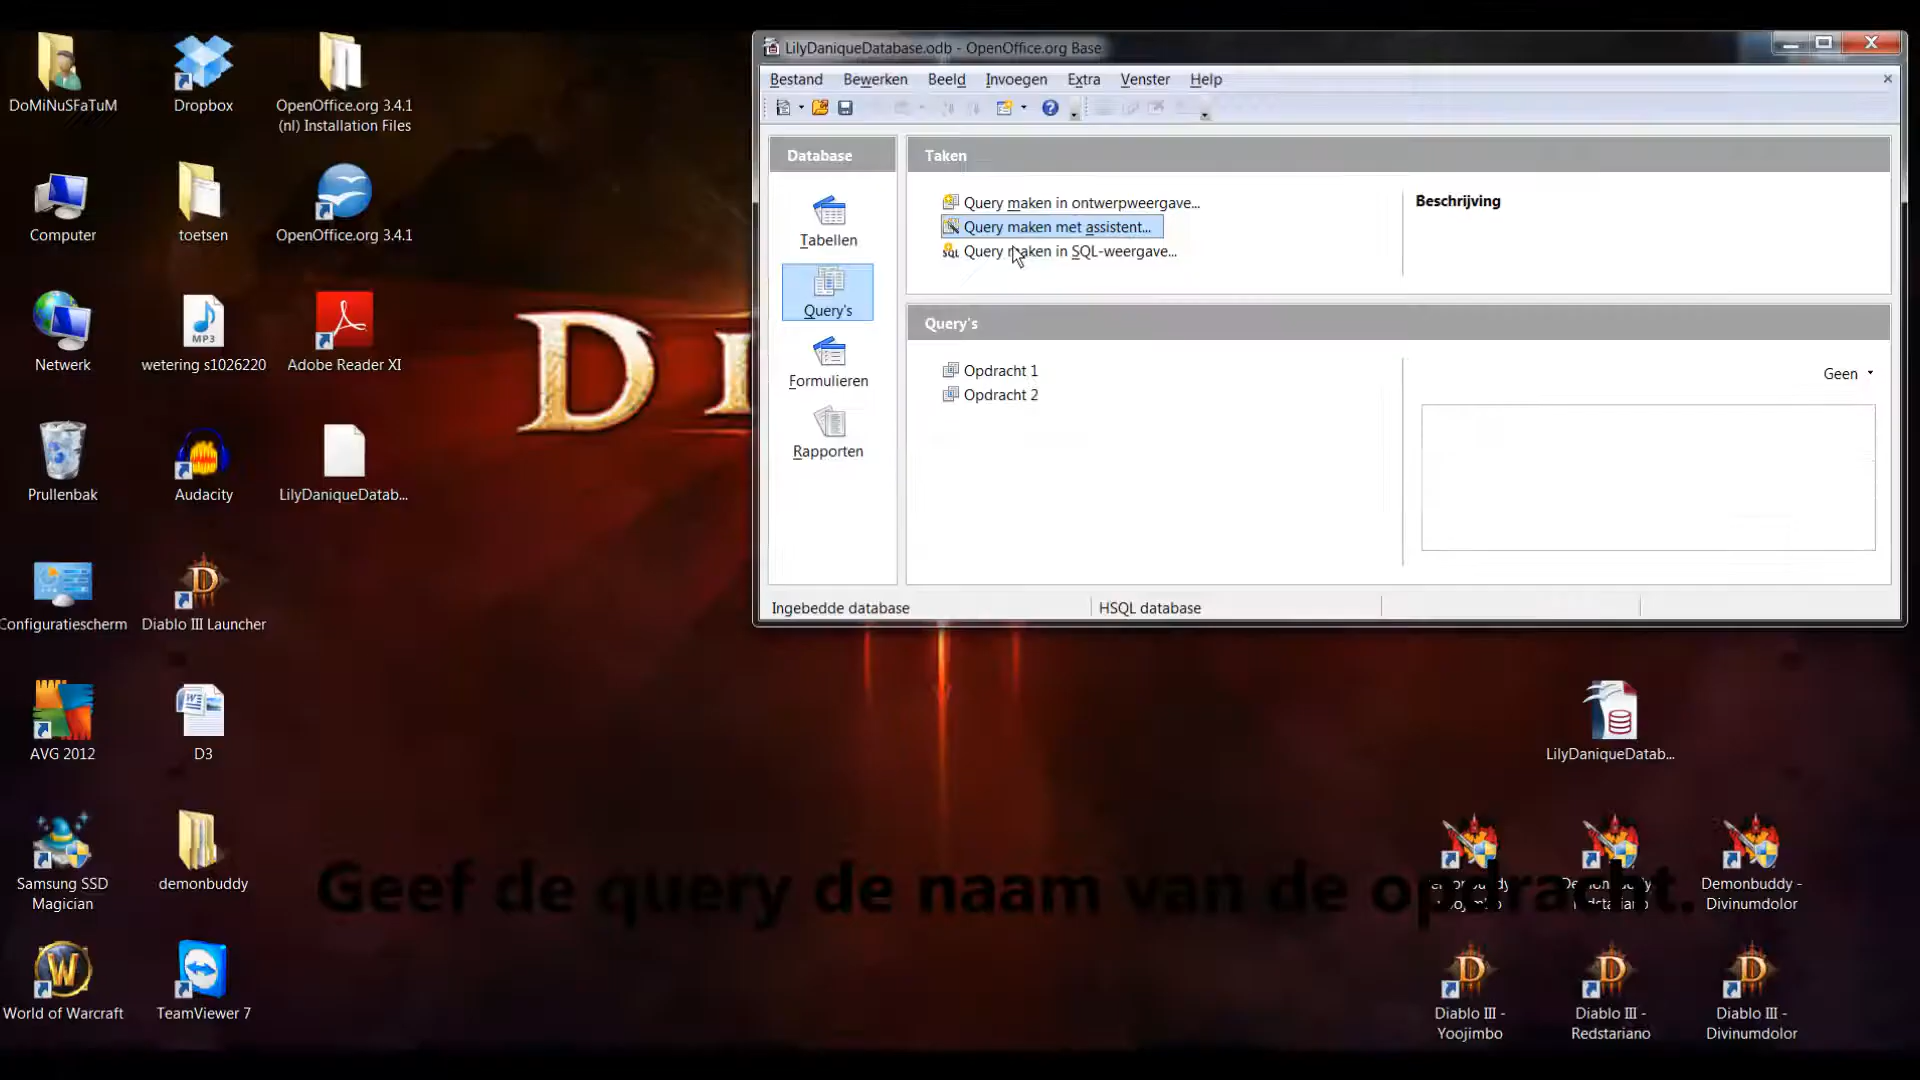 DoMiNuSFaTuM
Dropbox
OpenOffice.org 3.4.1
(nl) Installation Files
Computer
toetsen
OpenOffice.org 3.4.1
Netwerk
MP3
wetering s1026220
Adobe Reader XI
Prullenbak
Audacity
LilyDaniqueDatab...
Configuratiescherm
Diablo III Launcher
AVG 2012
D3
Samsung SSD
Magician
demonbuddy
World of Warcraft
TeamViewer 7
LilyDaniqueDatabase.odb - OpenOffice.org Base
Bestand Bewerken Beeld Invoegen Extra Venster Help
Database
Tabellen
Query's
Formulieren
Rapporten
Taken
Query maken in ontwerpweergave...
Query maken met assistent...
SQL Query maken in SQL-weergave...
Beschrijving
Query's
Opdracht 1
Opdracht 2
Geen
Ingebedde database
HSQL database
LilyDaniqueDatab...
Demonbuddy -
Divinumdolor
Diablo III -
Yoojimbo
Diablo III -
Redstariano
Diablo III -
Divinumdolor
Geef de query de naam van de opdracht.